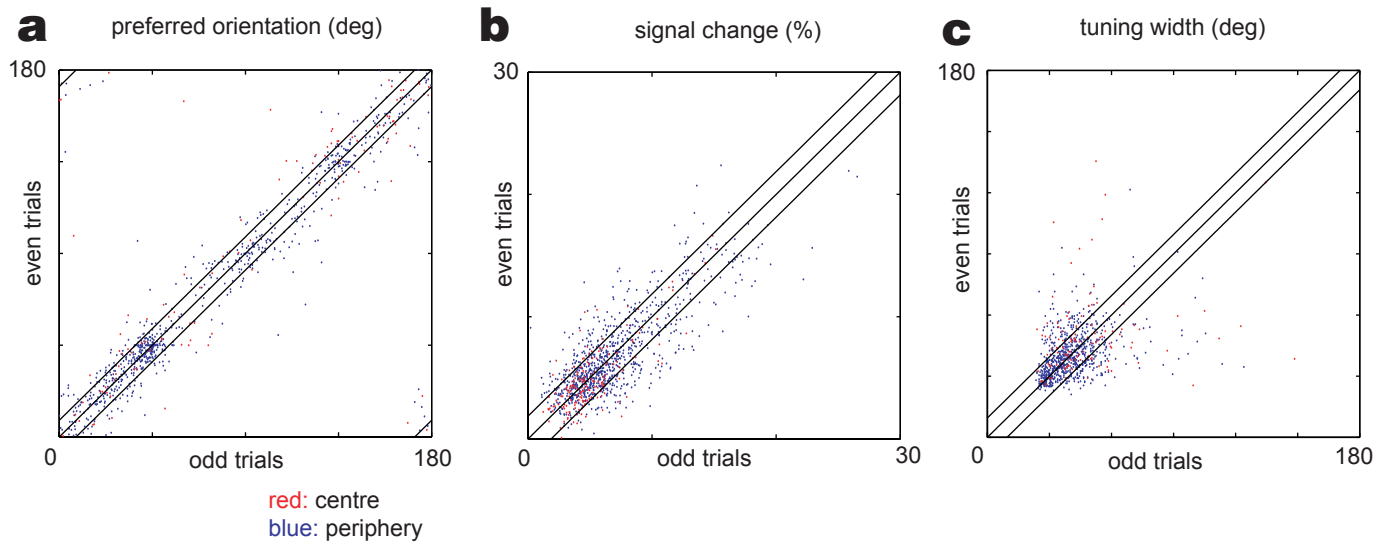 a preferred orientation (deg)
180
even trials
0 odd trials 180
red: centre
blue: periphery
b signal change (%)
30
even trials
0 odd trials 30
c tuning width (deg)
180
even trials
0 odd trials 180